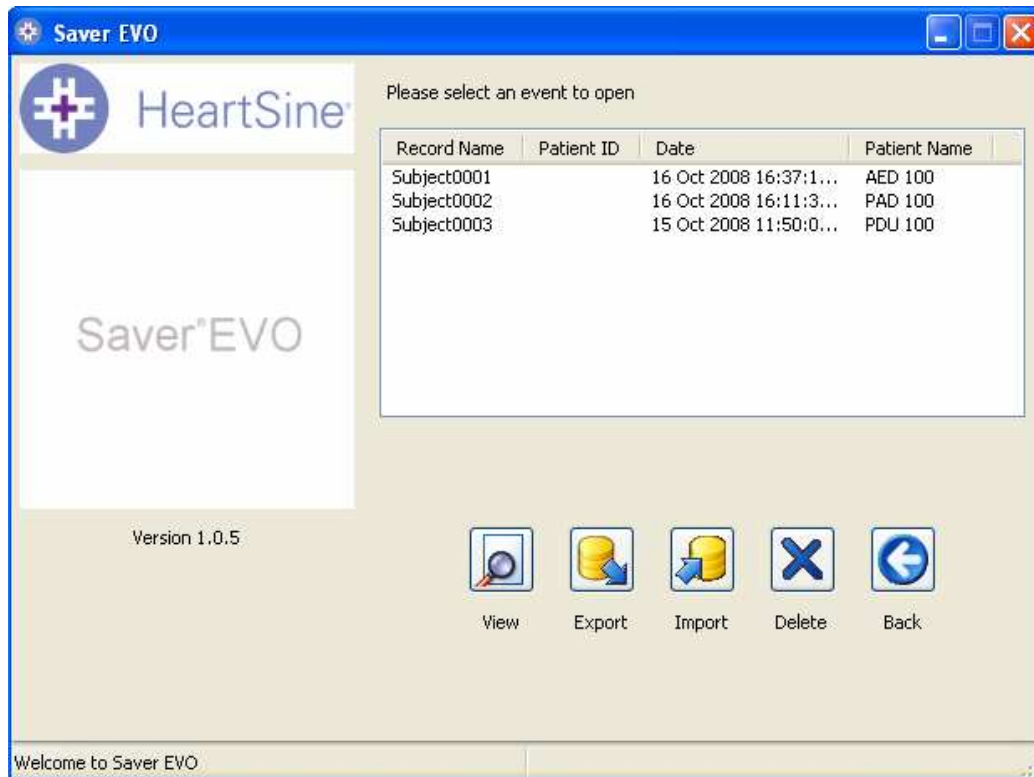 Saver EVO
HeartSine®
Please select an event to open
Record Name Patient ID Date Patient Name
Subject0001 16 Oct 2008 16:37:1... AED 100
Subject0002 16 Oct 2008 16:11:3... PAD 100
Subject0003 15 Oct 2008 11:50:0... PDU 100
Saver®EVO
Version 1.0.5
View Export Import Delete Back
Welcome to Saver EVO